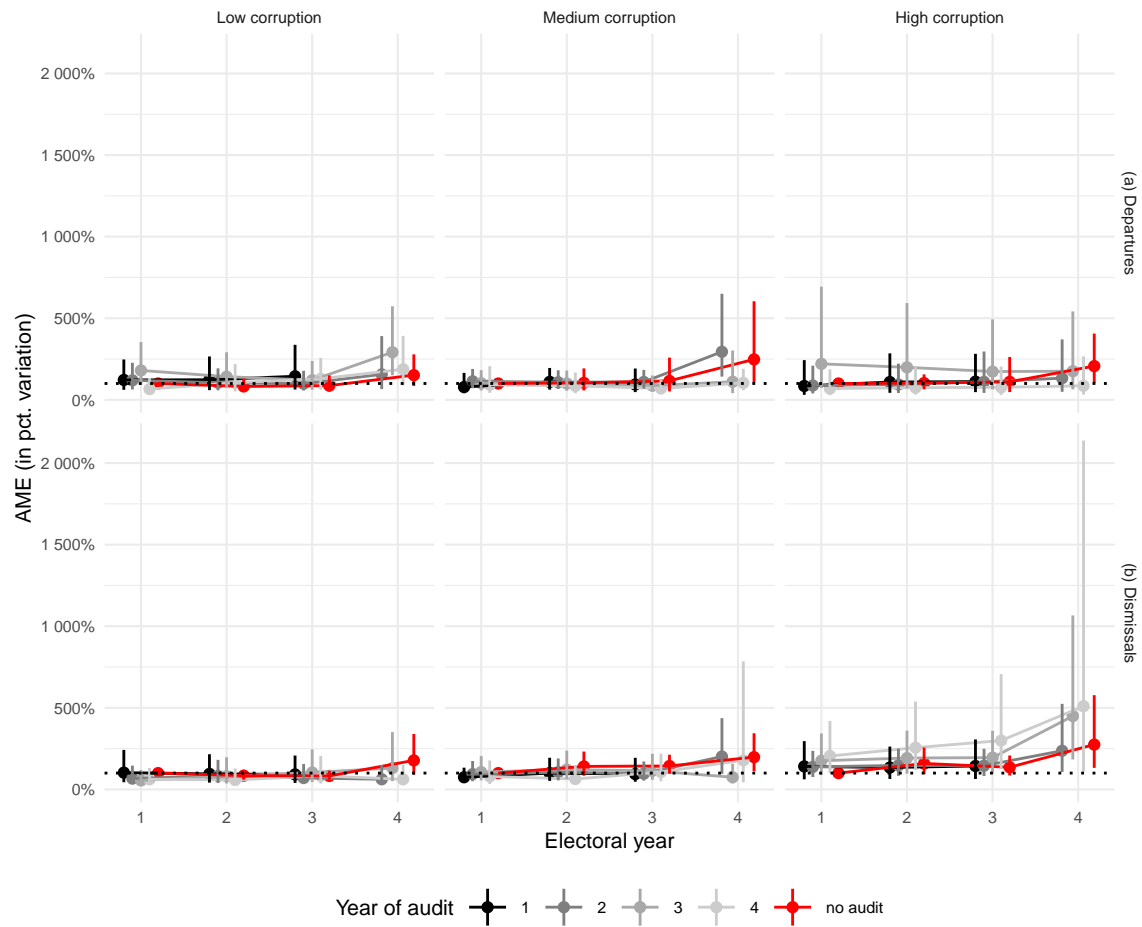 Low corruption
Medium corruption
High corruption
2 000%
1 500%
1 000%
500%
0%
(a) Departures
2 000%
1 500%
1 000%
500%
0%
(b) Dismissals
AME (in pct. variation)
1 2 3 4
1 2 3 4
1 2 3 4
Electoral year
Year of audit 1 2 3 4 no audit